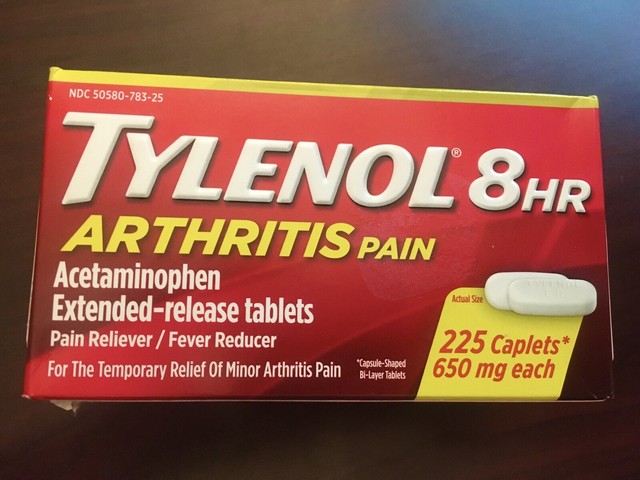 NDC 50580-783-25
TYLENOL® 8HR
ARTHRITIS PAIN
Acetaminophen
Extended-release tablets
Pain Reliever / Fever Reducer
For The Temporary Relief Of Minor Arthritis Pain
*Capsule-Shaped
Bi-Layer Tablets
Actual Size
TYLENOL
225 Caplets*
650 mg each